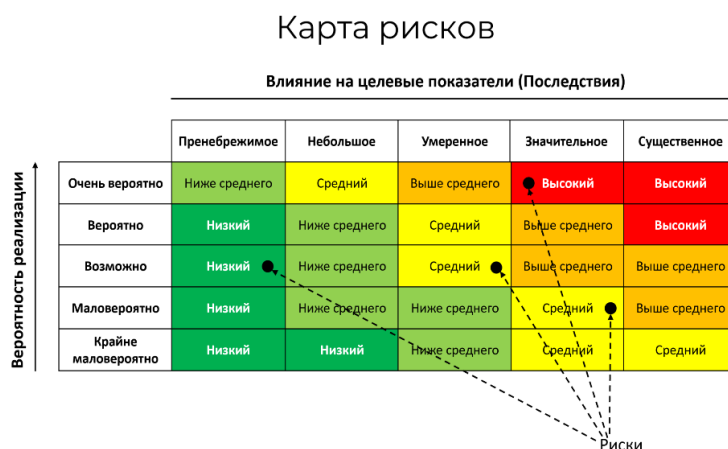 Карта рисков
Влияние на целевые показатели (Последствия)
Пренебрежимое Небольшое Умеренное Значительное Существенное
Вероятность реализации
Очень вероятно Ниже среднего Средний Выше среднего Высокий Высокий
Вероятно Низкий Ниже среднего Средний Выше среднего Высокий
Возможно Низкий Ниже среднего Средний Выше среднего Выше среднего
Маловероятно Низкий Ниже среднего Ниже среднего Средний Выше среднего
Крайне
маловероятно Низкий Низкий Ниже среднего Средний Средний
Риски